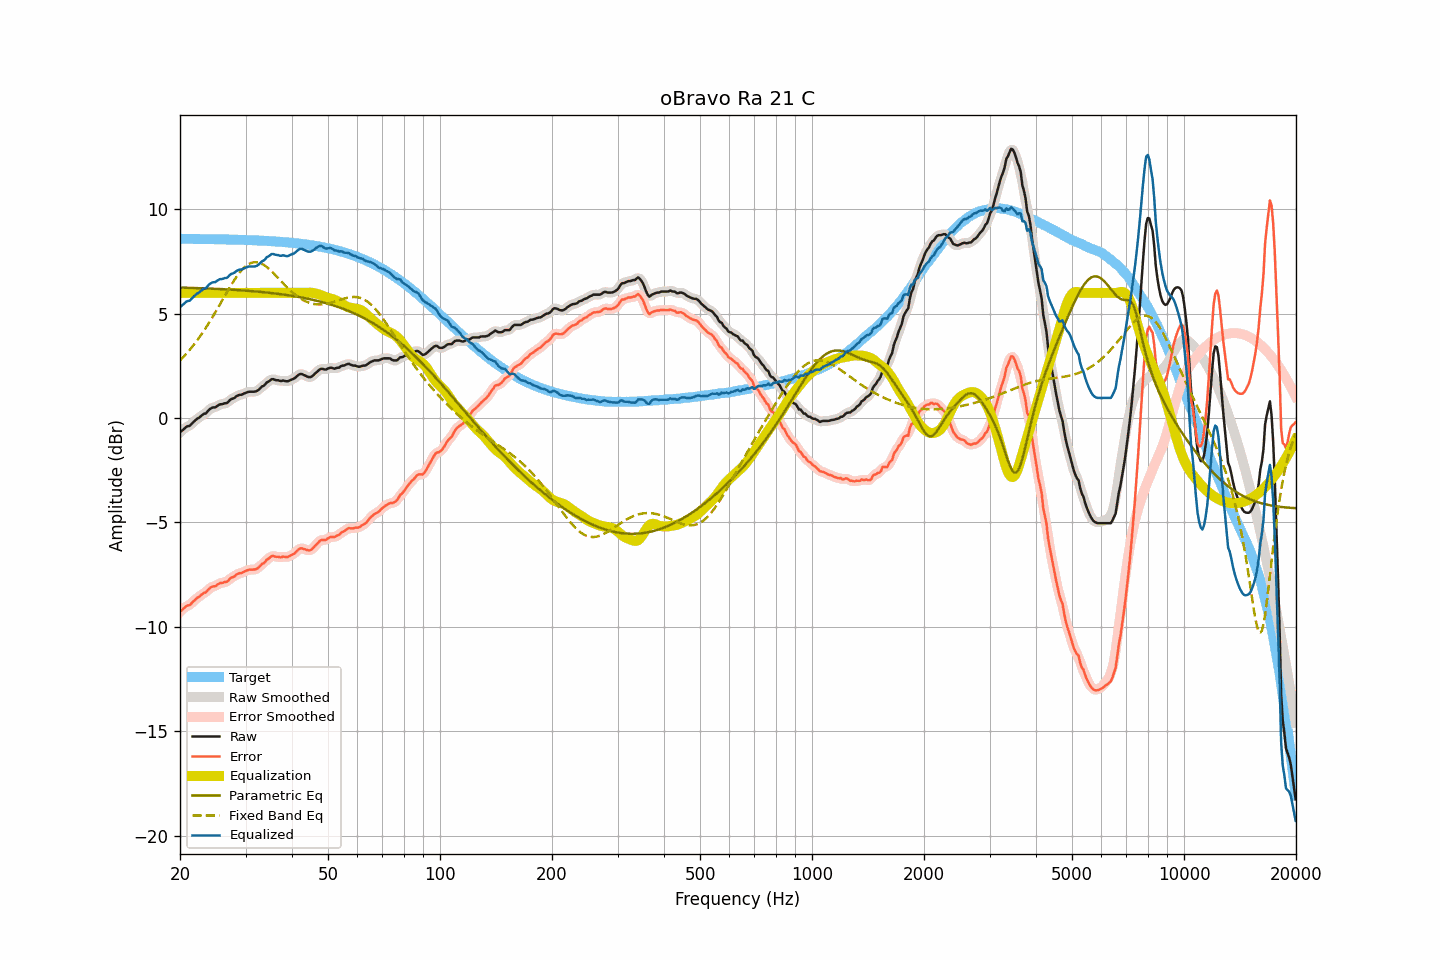 oBravo Ra 21 C
Amplitude (dBr)
10
5
0
−5
−10
−15
−20
Target
Raw Smoothed
Error Smoothed
Raw
Error
Equalization
Parametric Eq
Fixed Band Eq
Equalized
20 50 100 200 500 1000 2000 5000 10000 20000
Frequency (Hz)